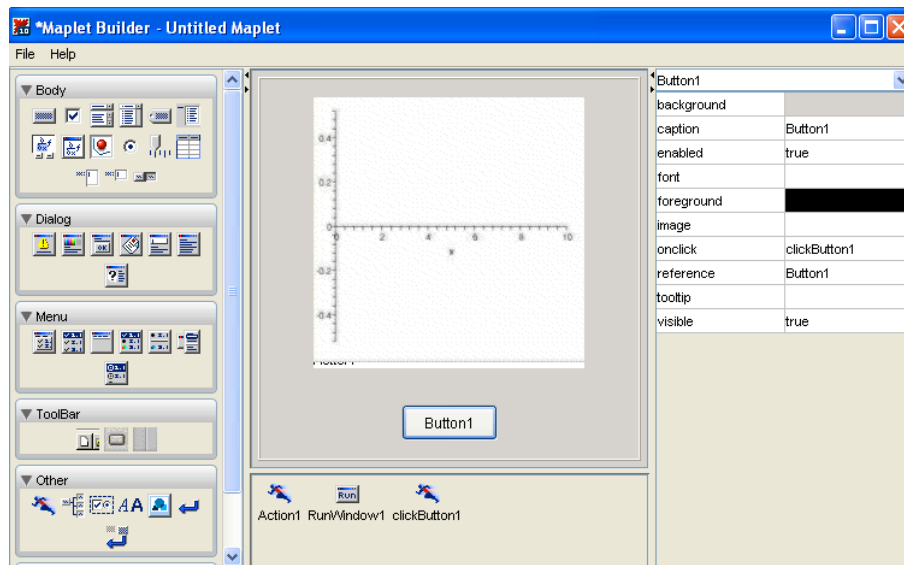 *Maplet Builder - Untitled Maplet
File Help
Body
Dialog
Menu
ToolBar
Other
0.4
0.2
0
0 2 4 6 8 10
x
-0.2
-0.4
Button1
Action1 RunWindow1 clickButton1
Run
Button1
background
caption Button1
enabled true
font
foreground
image
onclick clickButton1
reference Button1
tooltip
visible true